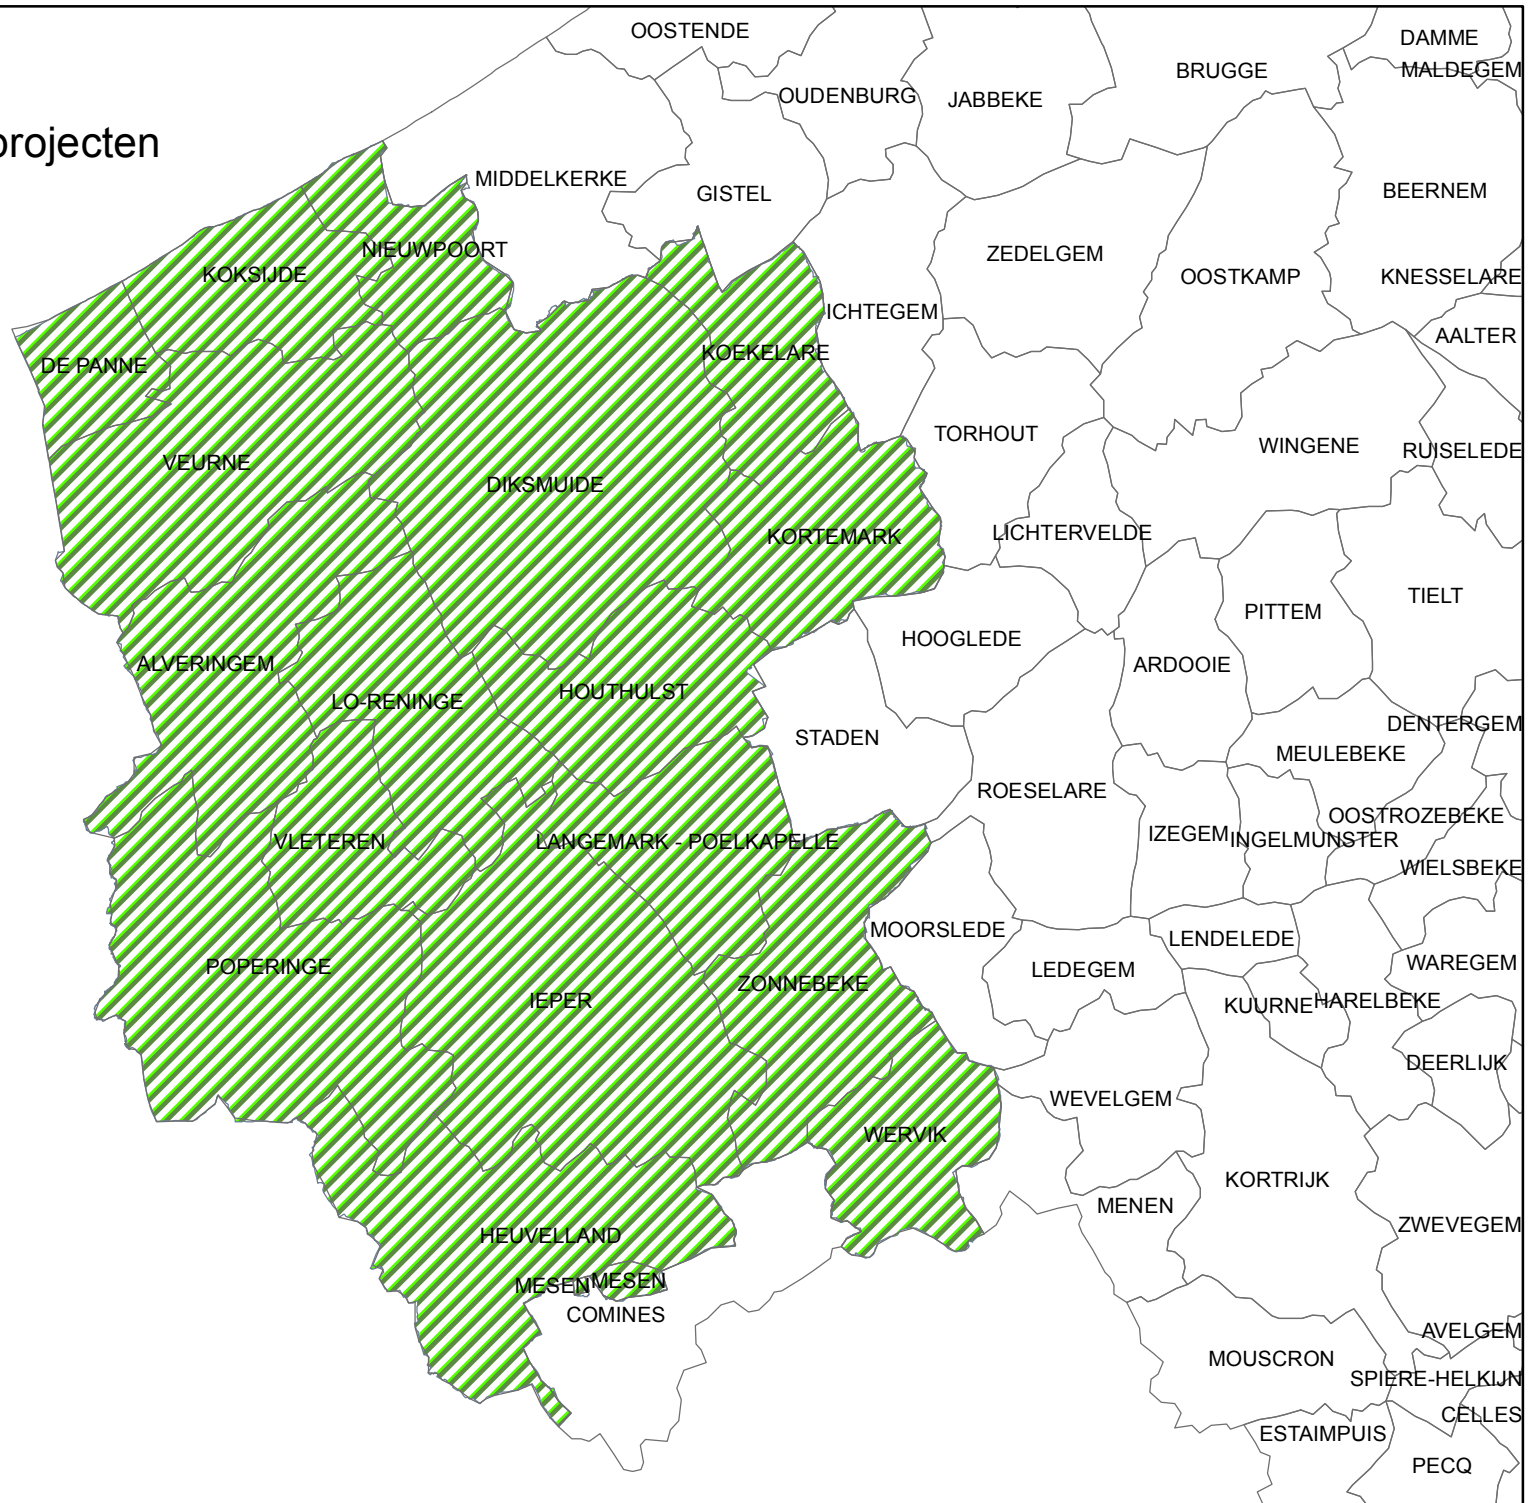 OOSTENDE
DAMME
MALDEGEM
BRUGGE
OUDENBURG
JABBEKE
projecten
MIDDELKERKE
GISTEL
BEERNEM
NIEUWPOORT
ZEDELGEM
KOKSIJDE
OOSTKAMP
KNESSELARE
ICHTEGEM
AALTER
KOEKELARE
DE PANNE
TORHOUT
WINGENE
RUISELEDE
VEURNE
DIKSMUIDE
LICHTERVELDE
KORTEMARK
TIELT
PITTEM
HOOGLEDE
ALVERINGEM
ARDOOIE
HOUTHULST
LO-RENINGE
DENTERGEM
STADEN
MEULEBEKE
ROESELARE
OOSTROZEBEKE
IZEGEM
INGELMUNSTER
VLETEREN
LANGEMARK - POELKAPELLE
WIELSBEKE
MOORSLEDE
LENDELEDE
WAREGEM
POPERINGE
LEDEGEM
ZONNEBEKE
IEPER
KUURNE
HARELBEKE
DEERLIJK
WEVELGEM
WERVIK
KORTRIJK
MENEN
ZWEVEGEM
HEUVELLAND
MESEN
MESEN
COMINES
AVELGEM
MOUSCRON
SPIERE-HELKIJN
CELLES
ESTAIMPUIS
PECQ